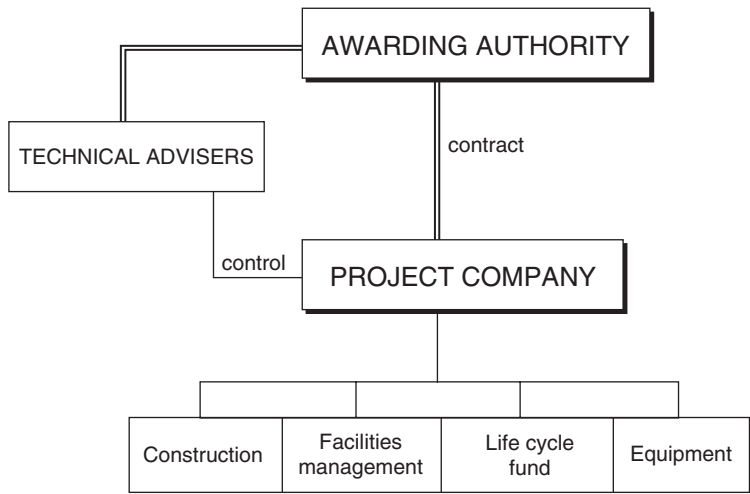 AWARDING AUTHORITY
TECHNICAL ADVISERS
contract
control
PROJECT COMPANY
Construction
Facilities
management
Life cycle
fund
Equipment